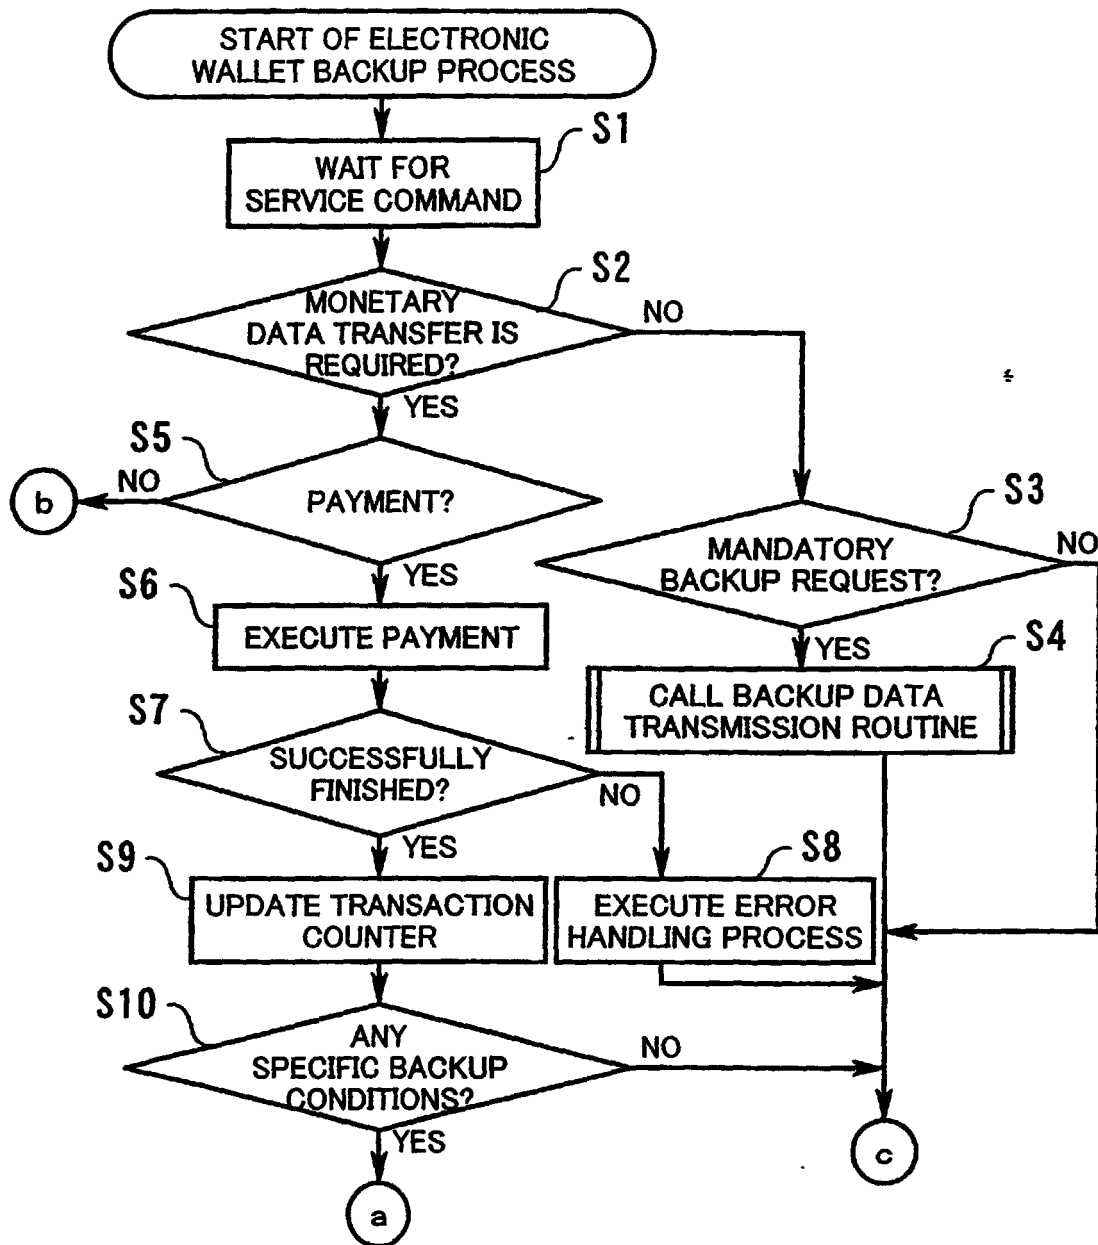 START OF ELECTRONIC
WALLET BACKUP PROCESS
S1
WAIT FOR
SERVICE COMMAND
S2
MONETARY
DATA TRANSFER IS
REQUIRED?
NO
YES
S5
b
NO
PAYMENT?
YES
S3
MANDATORY
BACKUP REQUEST?
NO
YES
S6
EXECUTE PAYMENT
S4
CALL BACKUP DATA
TRANSMISSION ROUTINE
S7
SUCCESSFULLY
FINISHED?
NO
YES
S9
UPDATE TRANSACTION
COUNTER
S8
EXECUTE ERROR
HANDLING PROCESS
S10
ANY
SPECIFIC BACKUP
CONDITIONS?
NO
YES
c
a